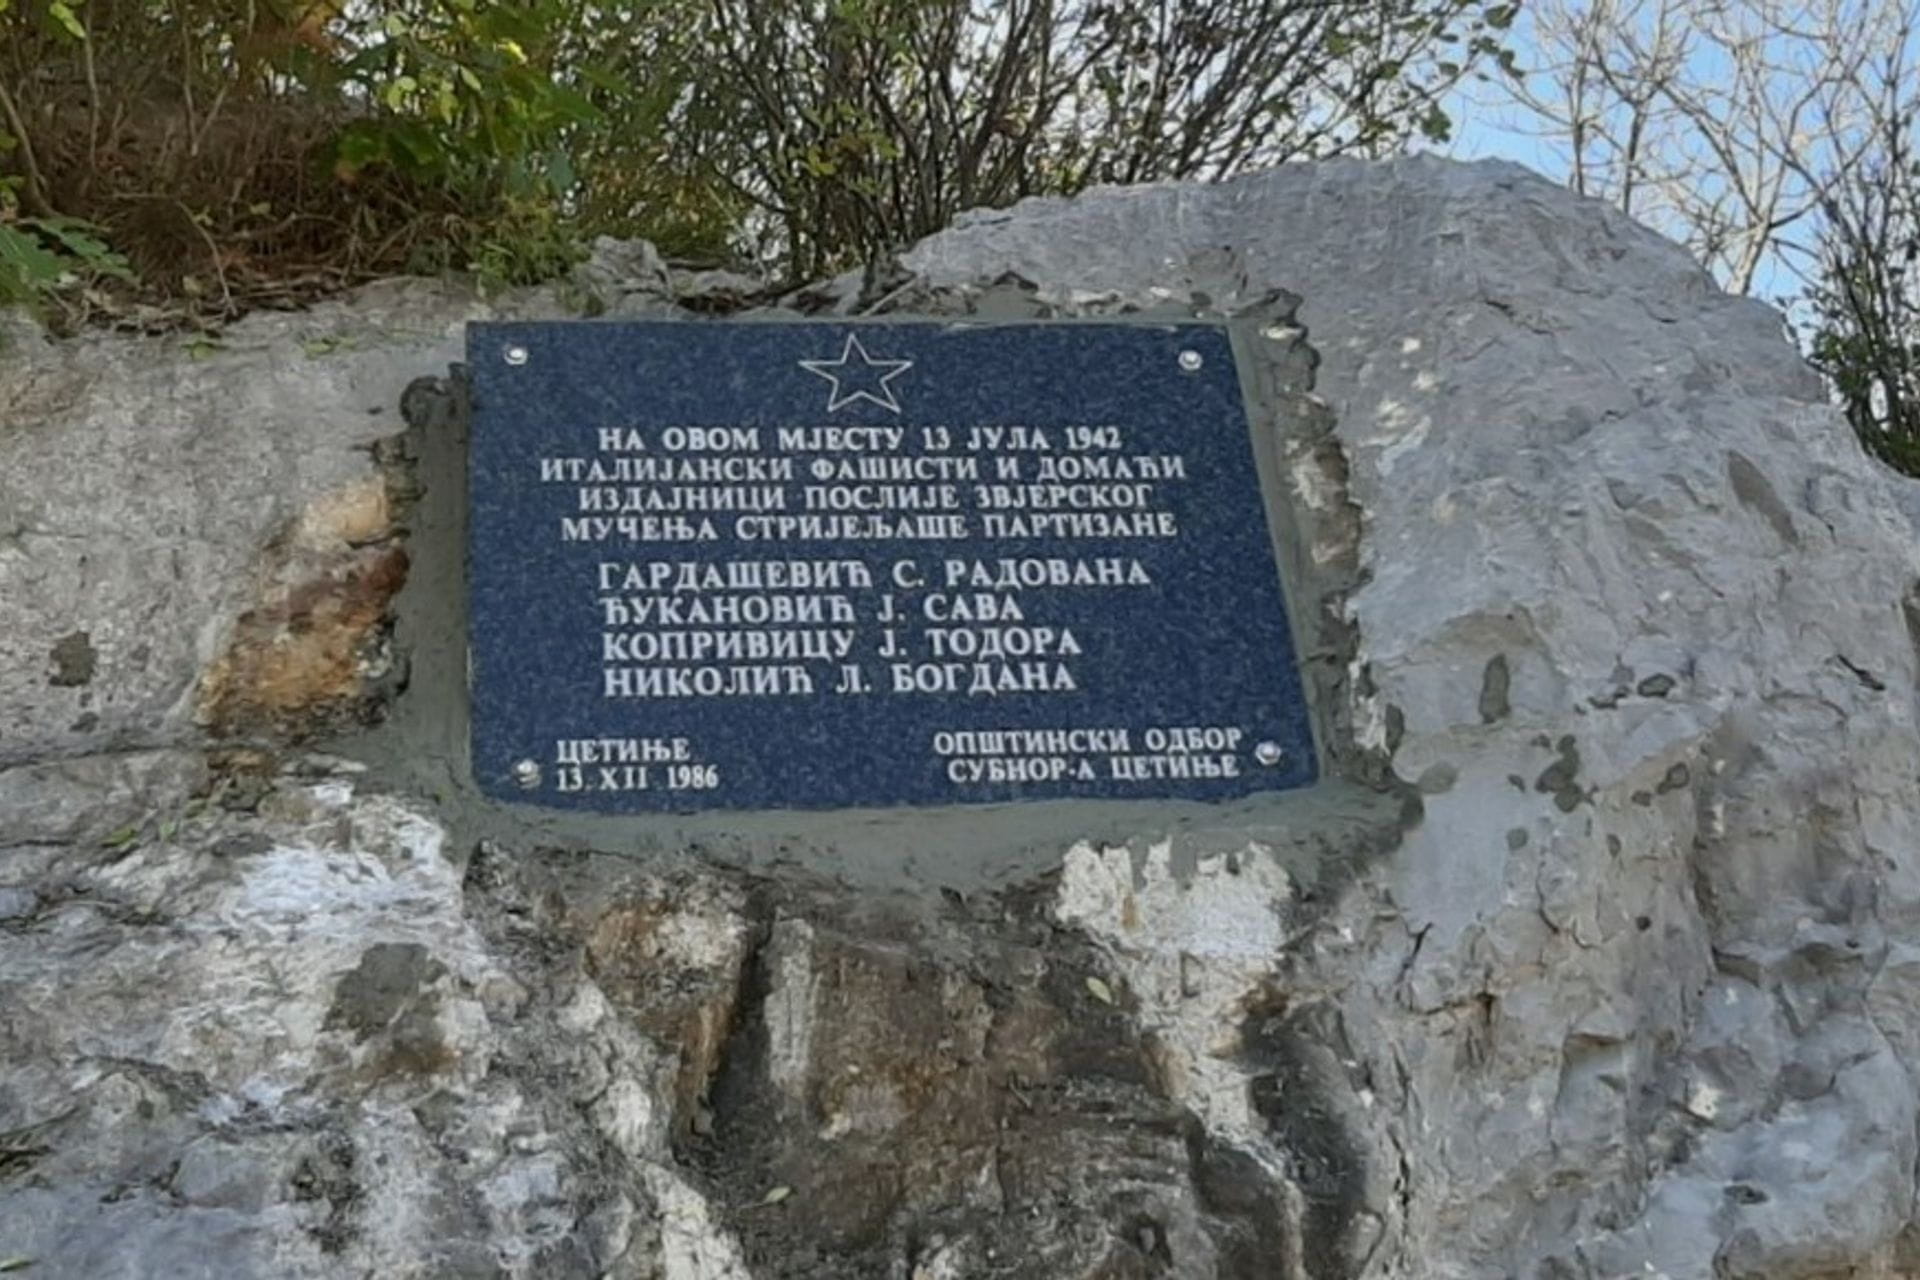 НА ОВОМ МЈЕСТУ 13 ЈУЛА 1942
ИТАЛИЈАНСКИ ФАШИСТИ И ДОМАЋИ
ИЗДАЈНИЦИ ПОСЛИЈЕ ЗВЈЕРСКОГ
МУЧЕЊА СТРИЈЕЉАШЕ ПАРТИЗАНЕ
ГАРДАШЕВИЋ С. РАДОВАНА
ЂУКАНОВИЋ Ј. САВА
КОПРИВИЦУ Ј. ТОДОРА
НИКОЛИЋ Л. БОГДАНА
ЦЕТИЊЕ
13. XII 1986
ОПШТИНСКИ ОДБОР
СУБНОР-А ЦЕТИЊЕ